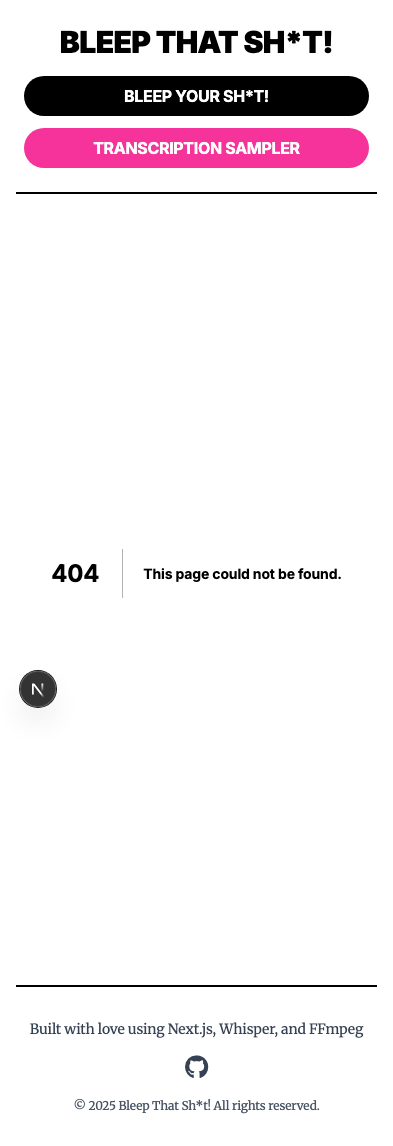 BLEEP THAT SH*T!
BLEEP YOUR SH*T!
TRANSCRIPTION SAMPLER
404
This page could not be found.
N
Built with love using Next.js, Whisper, and FFmpeg
© 2025 Bleep That Sh*t! All rights reserved.